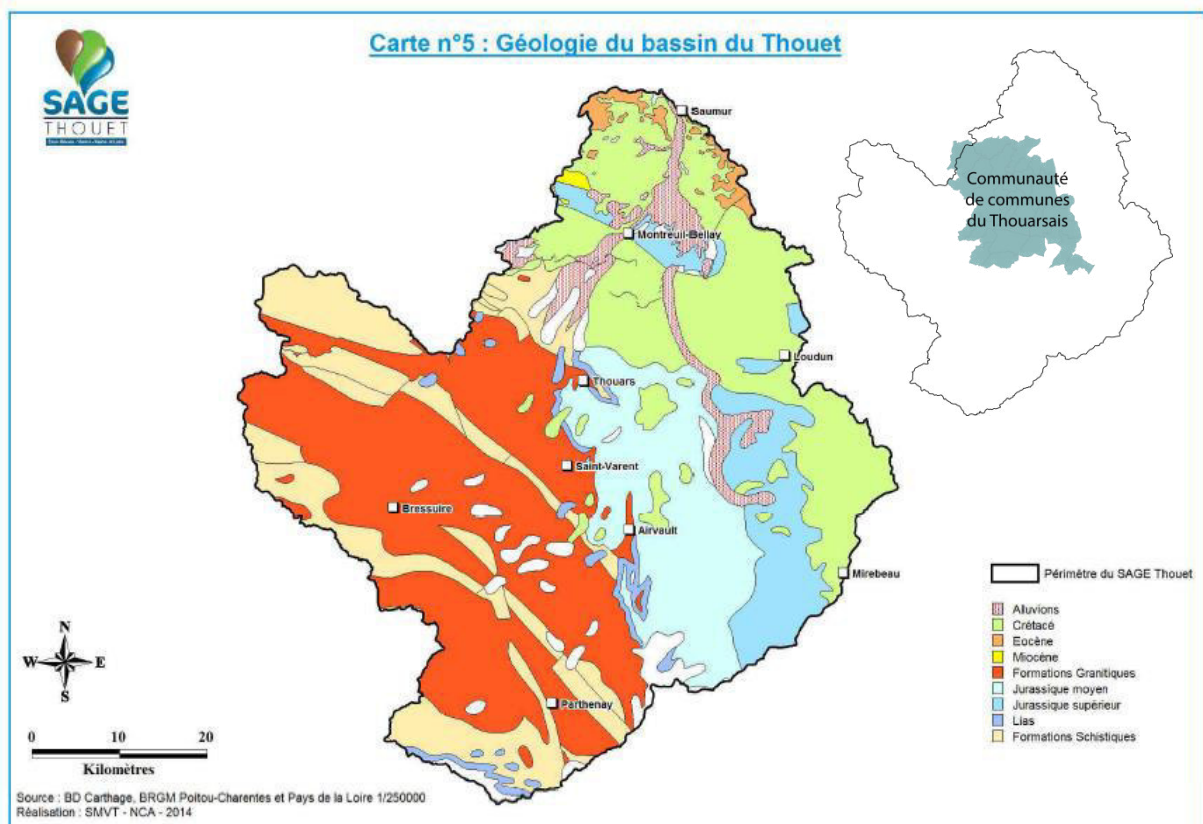 Carte n°5 : Géologie du bassin du Thouet
SAGE
THOUET
Saumur
Montreuil-Bellay
Loudun
Thouars
Saint-Varent
Bressuire
Airvault
Mirebeau
Parthenay
Communauté
de communes
du Thouarsais
Périmètre du SAGE Thouet
Alluvions
Crétacé
Eocène
Miocène
Formations Granitiques
Jurassique moyen
Jurassique supérieur
Lias
Formations Schistiques
N
W E
S
0 10 20
Kilomètres
Source : BD Carthage, BRGM Poitou-Charentes et Pays de la Loire 1/250000
Réalisation : SMVT - NCA - 2014